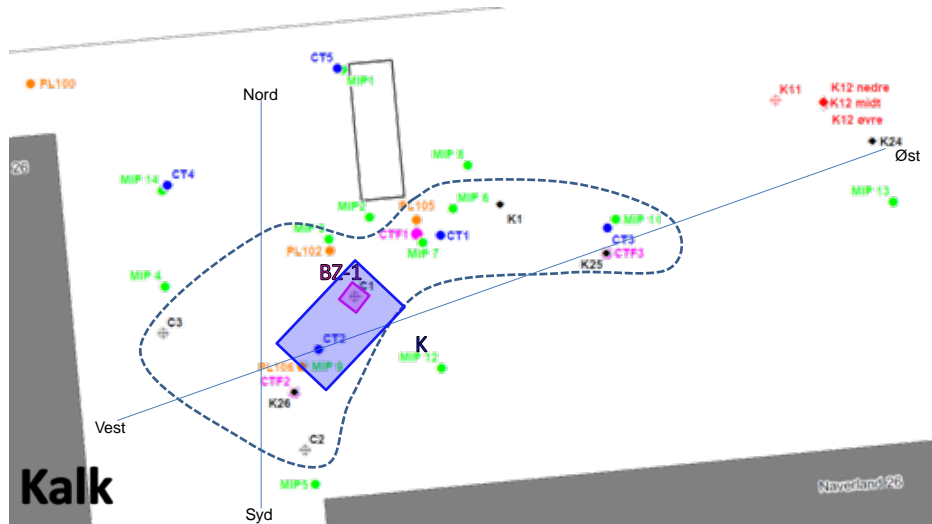 CT5
MIP1
PL100
Nord
K11
K12 nedre
K12 midt
K12 øvre
K24
Øst
26
MIP 14
CT4
MIP 8
MIP 13
MIP2
PL105
MIP 6
K1
MIP 3
CTF1
CT1
MIP 11
PL102
MIP 7
CT3
K25
CTF3
BZ-1
MIP 4
C1
C3
CT2
K
MIP 12
PL106
MIP 9
CTF2
K26
Vest
C2
Kalk
MIP5
Naverland 26
Syd